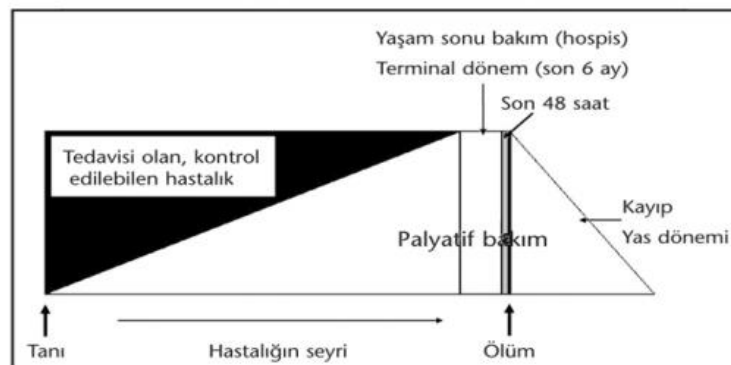 Yaşam sonu bakım (hospis)
Terminal dönem (son 6 ay)
Son 48 saat
Tedavisi olan, kontrol
edilebilen hastalık
Palyatif bakım
Kayıp
Yas dönemi
Tanı
Hastalığın seyri
Ölüm